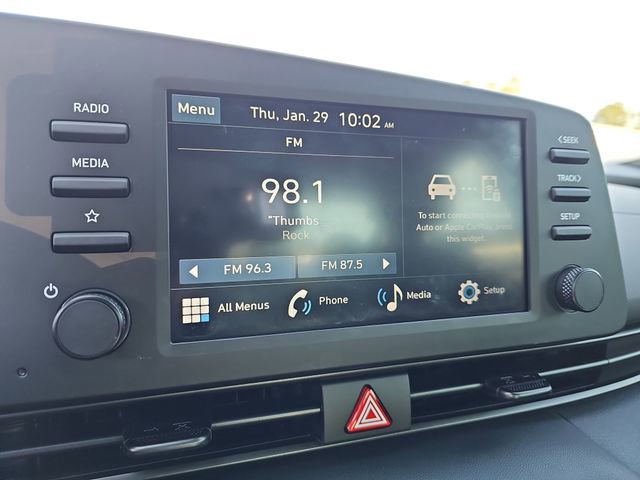 RADIO
MEDIA
Menu
Thu, Jan. 29 10:02 AM
FM
98.1
"Thumbs
Rock
FM 96.3
FM 87.5
To start connecting
Auto or Apple CarPlay, press
this widget.
All Menus
Phone
Media
Setup
<SEEK
TRACK>
SETUP